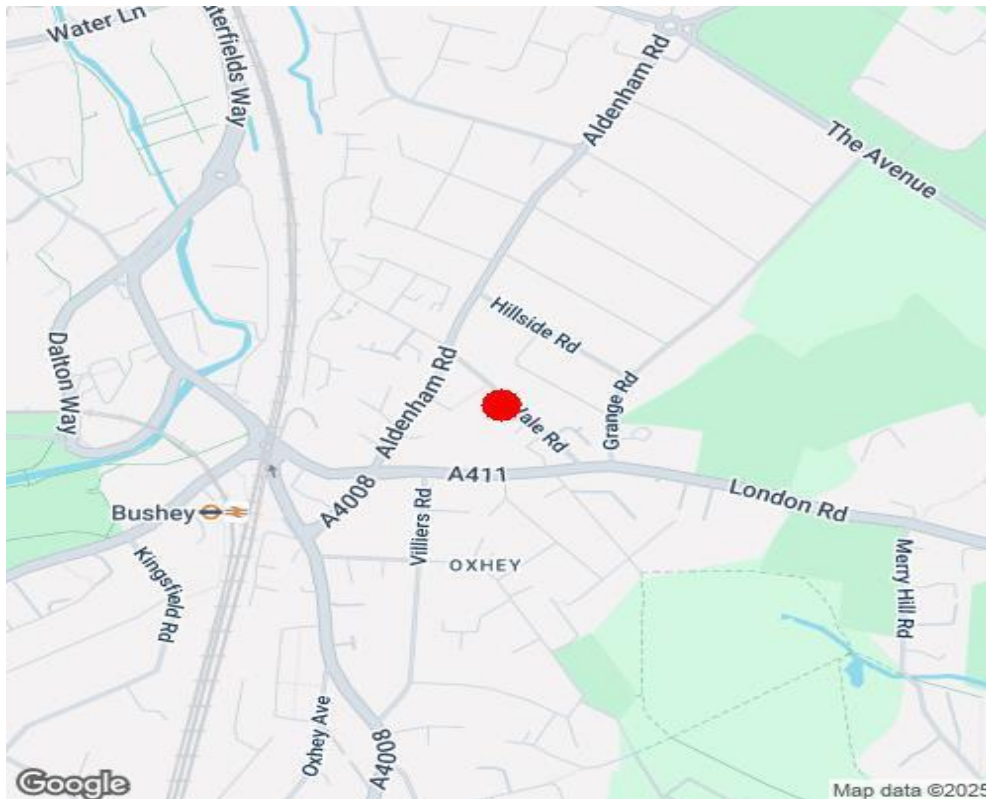 Water Ln
terfields Way
Aldenham Rd
The Avenue
Hillside Rd
Dalton Way
Aldenham Rd
Grange Rd
Vale Rd
A411
A4008
London Rd
Villiers Rd
Bushey
OXHEY
Kingsfield Rd
Merry Hill Rd
Oxhey Ave
A4008
Google
Map data ©2025